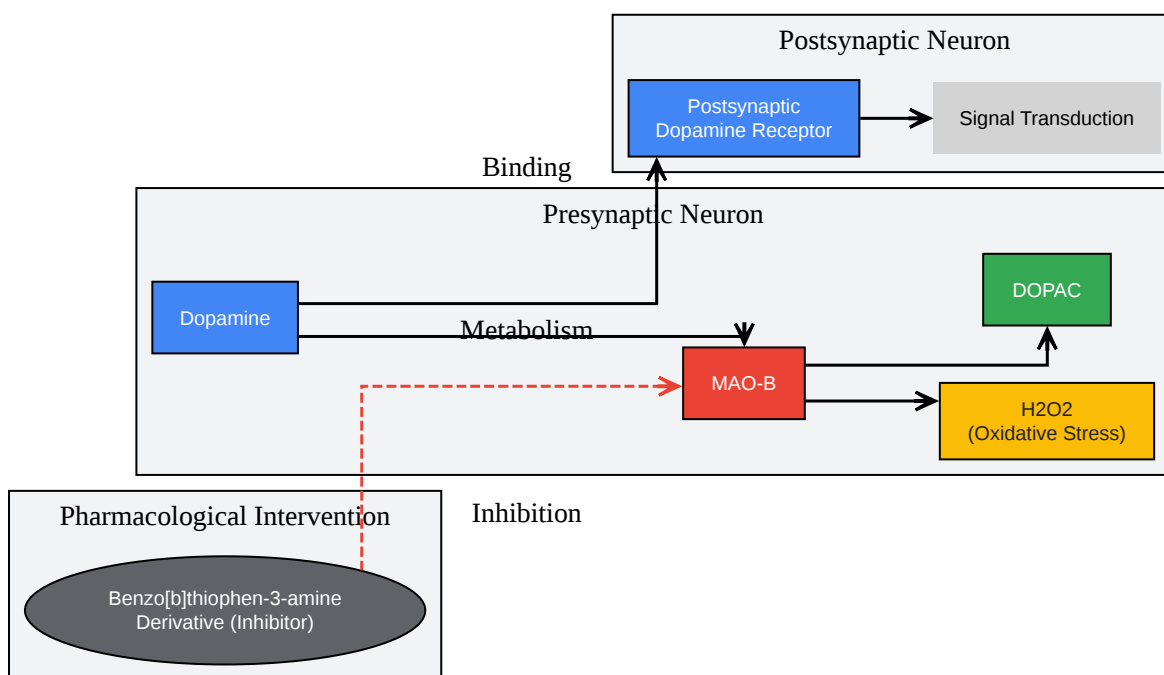 Postsynaptic Neuron
Postsynaptic
Dopamine Receptor
Signal Transduction
Binding
Presynaptic Neuron
Dopamine
DOPAC
Metabolism
MAO-B
H2O2
(Oxidative Stress)
Pharmacological Intervention
Inhibition
Benzo[b]thiophen-3-amine
Derivative (Inhibitor)